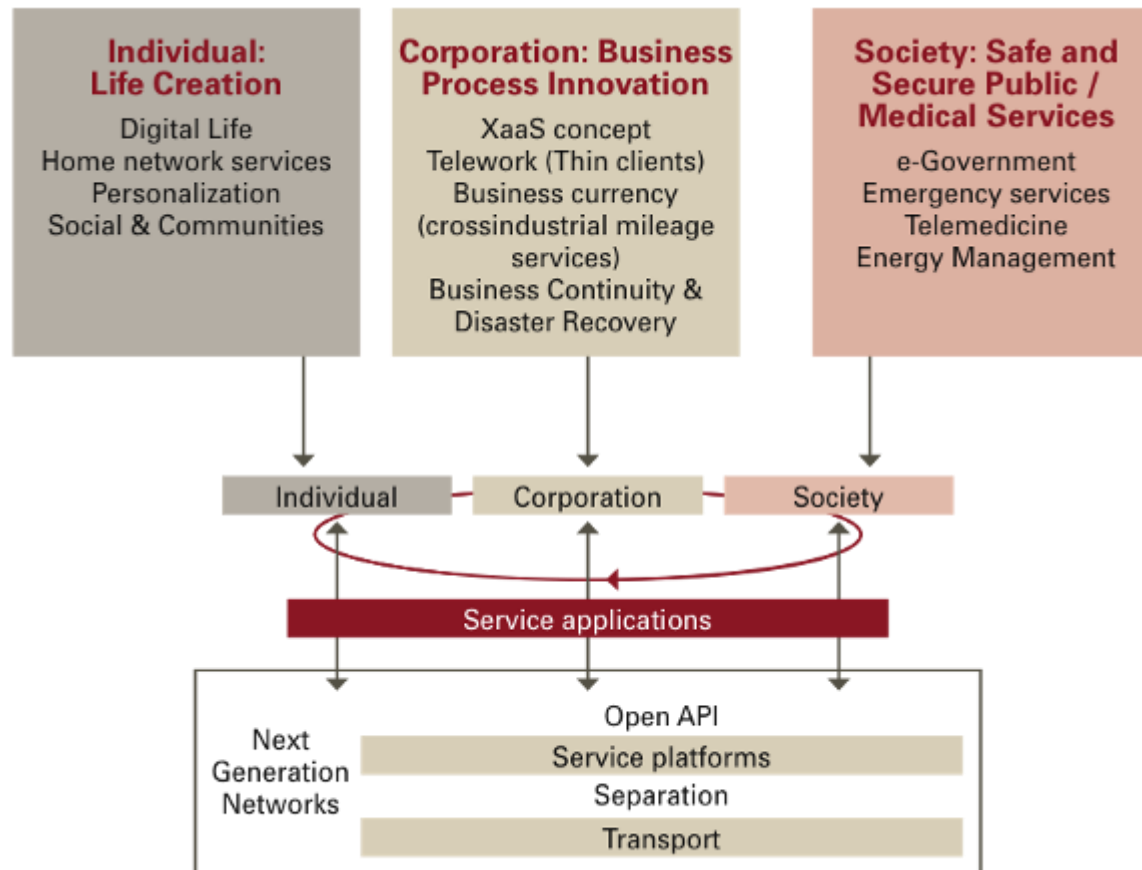 Individual:
Life Creation
Digital Life
Home network services
Personalization
Social & Communities
Corporation: Business
Process Innovation
XaaS concept
Telework (Thin clients)
Business currency
(crossindustrial mileage
services)
Business Continuity &
Disaster Recovery
Society: Safe and
Secure Public /
Medical Services
e-Government
Emergency services
Telemedicine
Energy Management
Individual
Corporation
Society
Service applications
Next
Generation
Networks
Open API
Service platforms
Separation
Transport